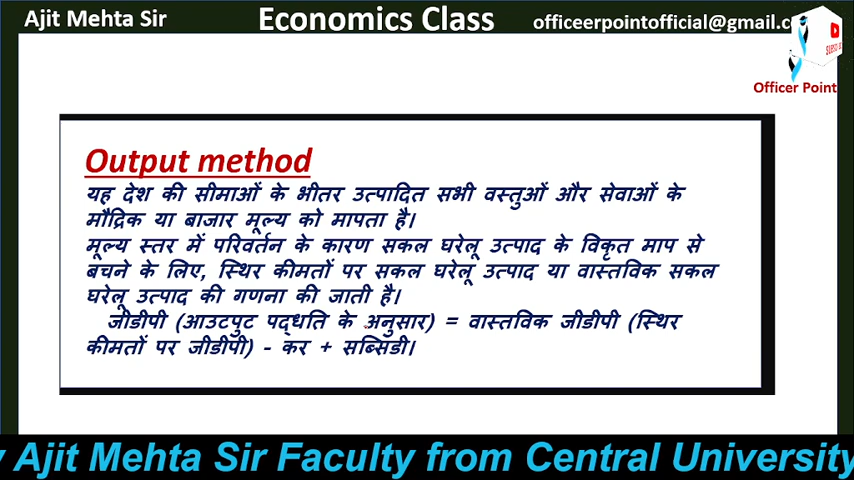 Ajit Mehta Sir
Economics Class
officeerpointofficial@gmail.c
Officer Point
Output method
यह देश की सीमाओं के भीतर उत्पादित सभी वस्तुओं और सेवाओं के
मौद्रिक या बाजार मूल्य को मापता है।
मूल्य स्तर में परिवर्तन के कारण सकल घरेलू उत्पाद के विकृत माप से
बचने के लिए, स्थिर कीमतों पर सकल घरेलू उत्पाद या वास्तविक सकल
घरेलू उत्पाद की गणना की जाती है।
जीडीपी (आउटपुट पद्धति के अनुसार) = वास्तविक जीडीपी (स्थिर
कीमतों पर जीडीपी) - कर + सब्सिडी।
y Ajit Mehta Sir Faculty from Central University